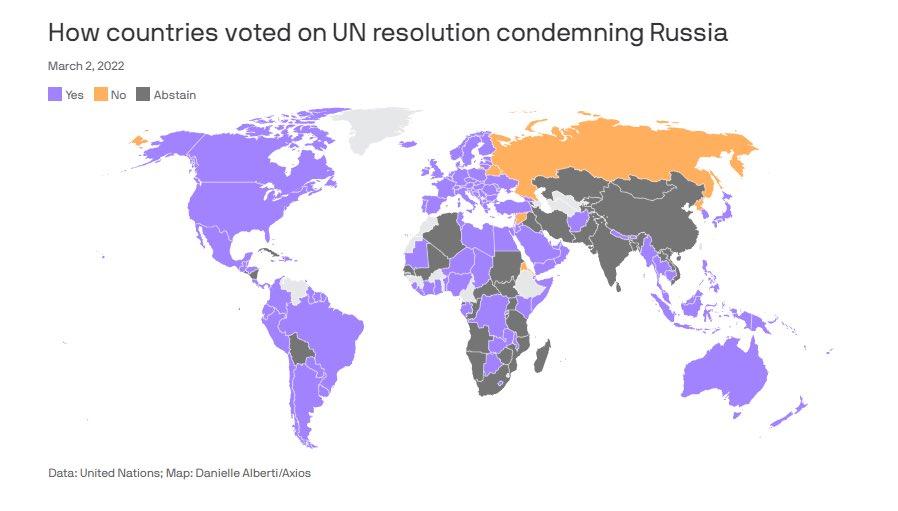 How countries voted on UN resolution condemning Russia
March 2, 2022
Yes No Abstain
Data: United Nations; Map: Danielle Alberti/Axios